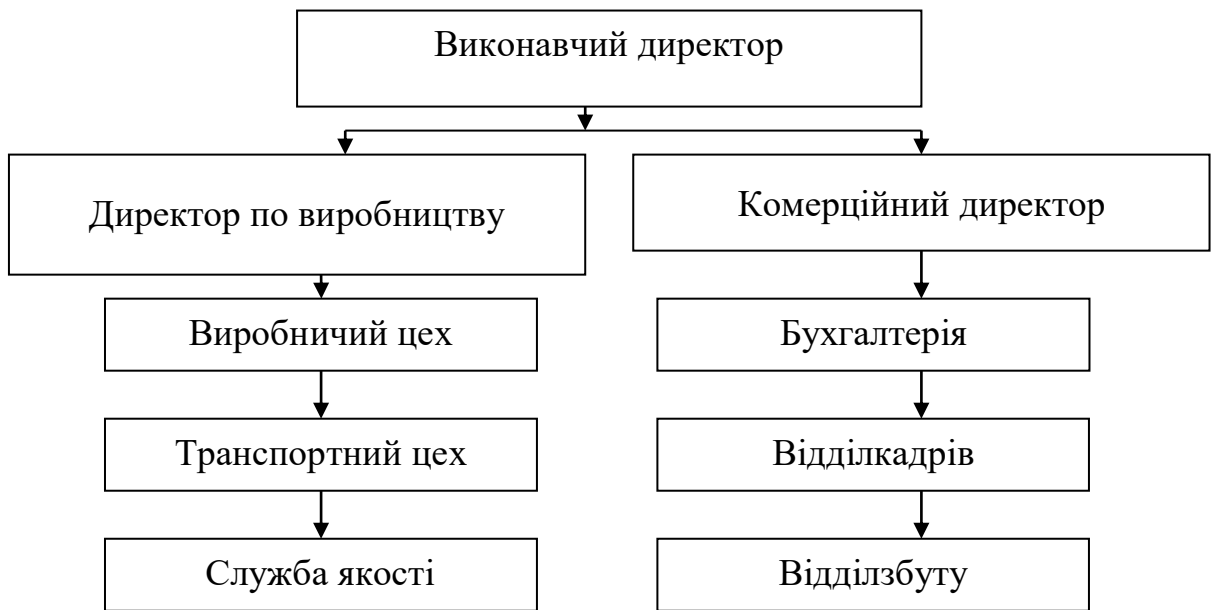 Виконавчий директор
Директор по виробництву
Комерційний директор
Виробничий цех
Бухгалтерія
Транспортний цех
Відділкадрів
Служба якості
Відділзбуту